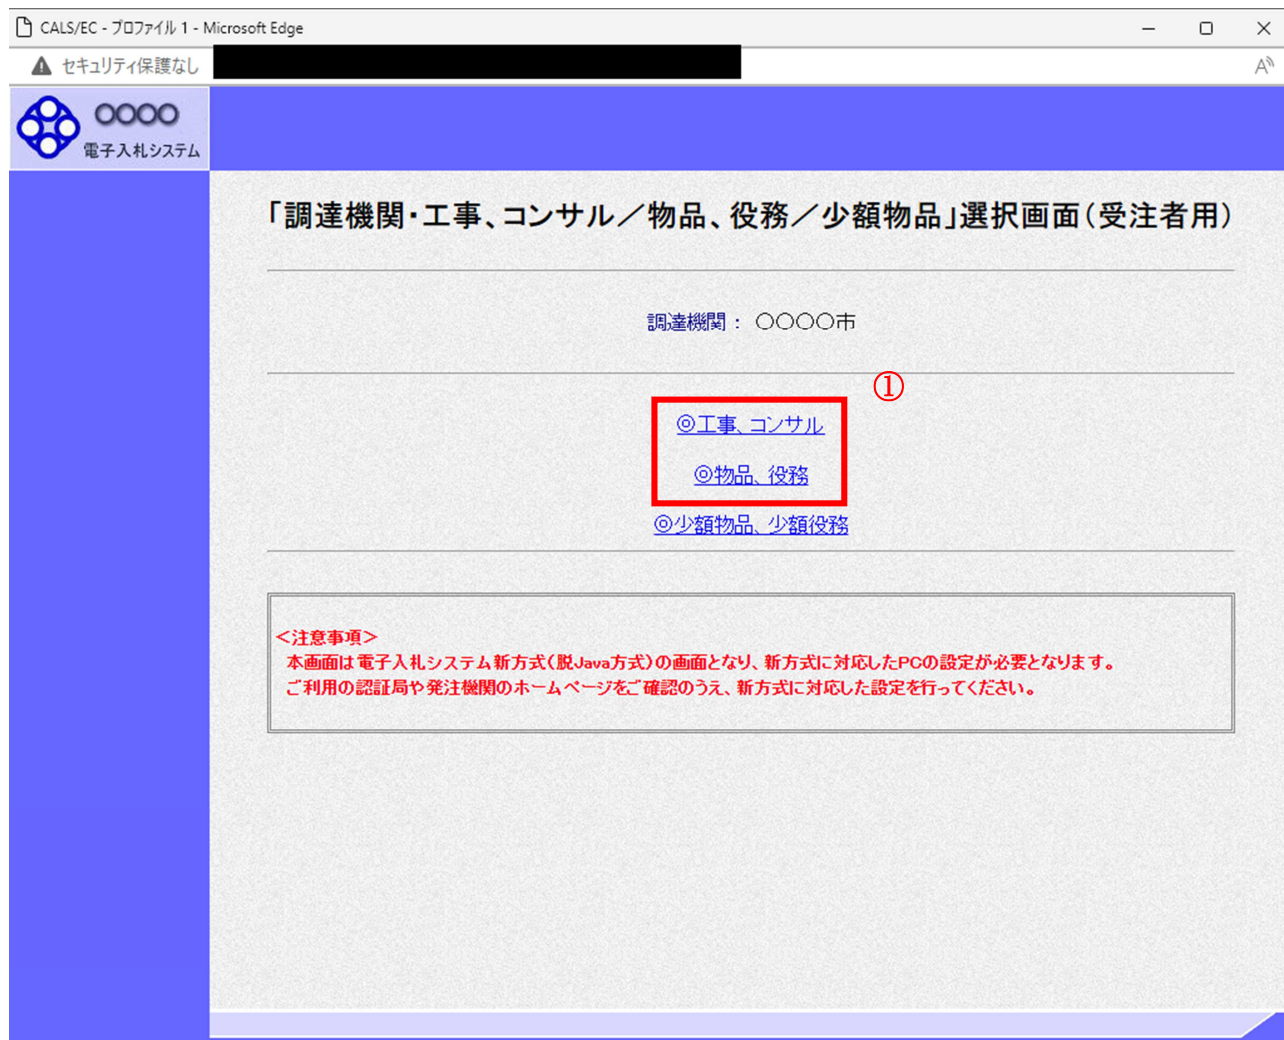 CALS/EC - プロファイル 1 - Microsoft Edge
セキュリティ保護なし
A
○○○○
電子入札システム
「調達機関・工事、コンサル／物品、役務／少額物品」選択画面(受注者用)
調達機関： ○○○○市
①
◎工事、コンサル
◎物品、役務
◎少額物品、少額役務
＜注意事項＞
本画面は電子入札システム新方式(脱Java方式)の画面となり、新方式に対応したPCの設定が必要となります。
ご利用の認証局や発注機関のホームページをご確認のうえ、新方式に対応した設定を行ってください。